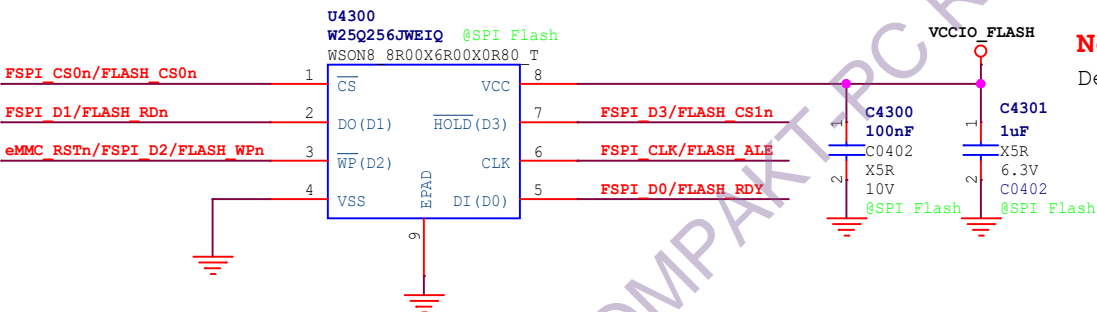 U4300
W25Q256JWEIQ @SPI Flash
WSON8_8R00X6R00X0R80_T
FSPI_CS0n/FLASH_CS0n
1
CS
VCC
8
VCCIO_FLASH
FSPI_D1/FLASH_RDn
2
DO(D1)
HOLD(D3)
7
FSPI_D3/FLASH_CS1n
eMMC_RSTn/FSPI_D2/FLASH_WPn
3
WP(D2)
CLK
6
FSPI_CLK/FLASH_ALE
4
VSS
EPAD
9
DI(D0)
5
FSPI_D0/FLASH_RDY
1
2
C4300
100nF
C0402
X5R
10V
@SPI Flash
1
2
C4301
1uF
X5R
6.3V
C0402
@SPI Flash
De
OMPAKT-PC